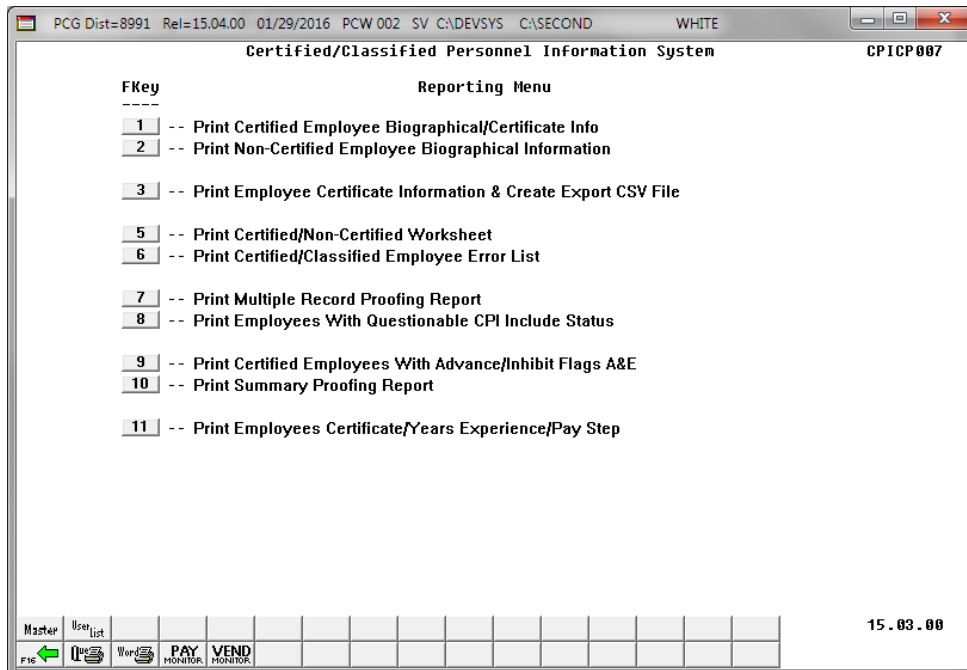 PCG Dist=8991 Rel=15.04.00 01/29/2016 PCW 002 SV C:\DEVSYS C:\SECOND WHITE
Certified/Classified Personnel Information System CPICP007
FKey Reporting Menu
----
1 -- Print Certified Employee Biographical/Certificate Info
2 -- Print Non-Certified Employee Biographical Information
3 -- Print Employee Certificate Information & Create Export CSV File
5 -- Print Certified/Non-Certified Worksheet
6 -- Print Certified/Classified Employee Error List
7 -- Print Multiple Record Proofing Report
8 -- Print Employees With Questionable CPI Include Status
9 -- Print Certified Employees With Advance/Inhibit Flags A&E
10 -- Print Summary Proofing Report
11 -- Print Employees Certificate/Years Experience/Pay Step
Master User List 15.03.00
F16 Que Word PAY MONITOR VEND MONITOR